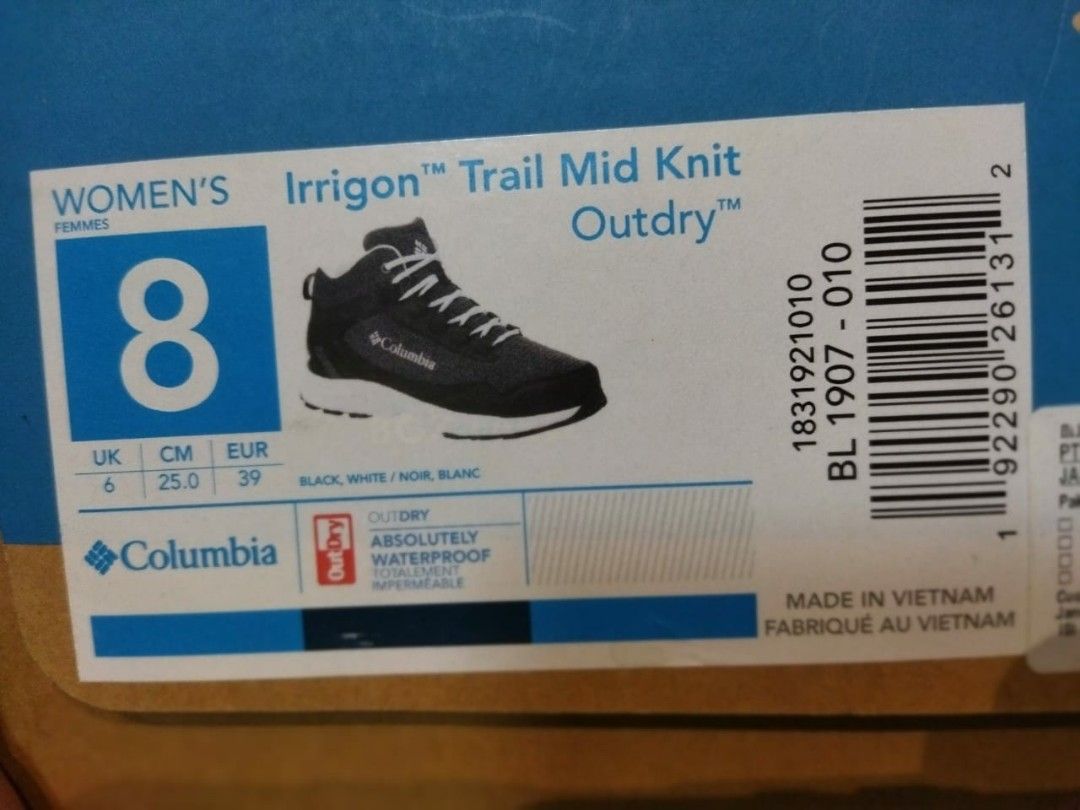 WOMEN'S
FEMMES
8
UK CM EUR
6 25.0 39
Irrigon™ Trail Mid Knit
Outdry™
Columbia
BLACK, WHITE / NOIR, BLANC
Columbia
OutDry
OUTDRY
ABSOLUTELY
WATERPROOF
TOTALEMENT
IMPERMÉABLE
1831921010
BL 1907 - 010
1 92290 26131 2
MADE IN VIETNAM
FABRIQUÉ AU VIETNAM
PT